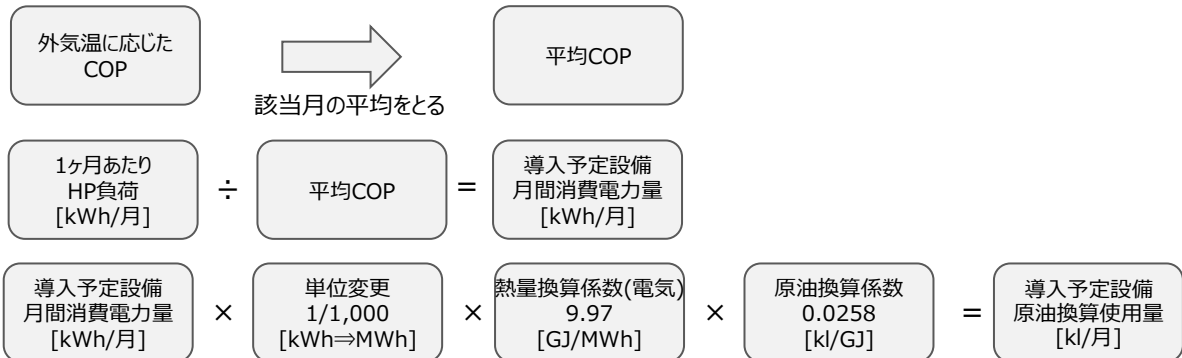 外気温に応じた
COP
該当月の平均をとる
平均COP
1ヶ月あたり
HP負荷
[kWh/月]
÷
平均COP
=
導入予定設備
月間消費電力量
[kWh/月]
導入予定設備
月間消費電力量
[kWh/月]
×
単位変更
1/1,000
[kWh⇒MWh]
×
熱量換算係数(電気)
9.97
[GJ/MWh]
×
原油換算係数
0.0258
[kl/GJ]
=
導入予定設備
原油換算使用量
[kl/月]